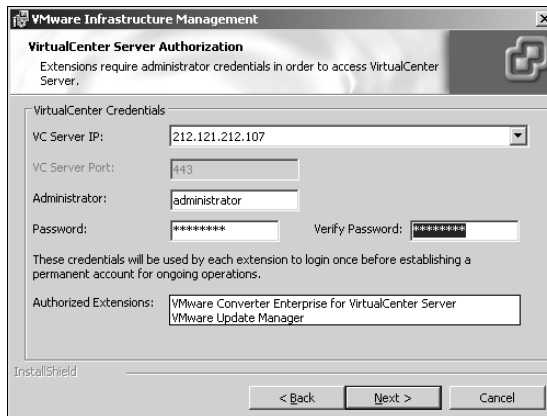 VMware Infrastructure Management
VirtualCenter Server Authorization
Extensions require administrator credentials in order to access VirtualCenter
Server.
VirtualCenter Credentials
VC Server IP: 212.121.212.107
VC Server Port: 443
Administrator: administrator
Password: ******** Verify Password: ********
These credentials will be used by each extension to login once before establishing a
permanent account for ongoing operations.
Authorized Extensions: VMware Converter Enterprise for VirtualCenter Server
VMware Update Manager
InstallShield
< Back Next > Cancel